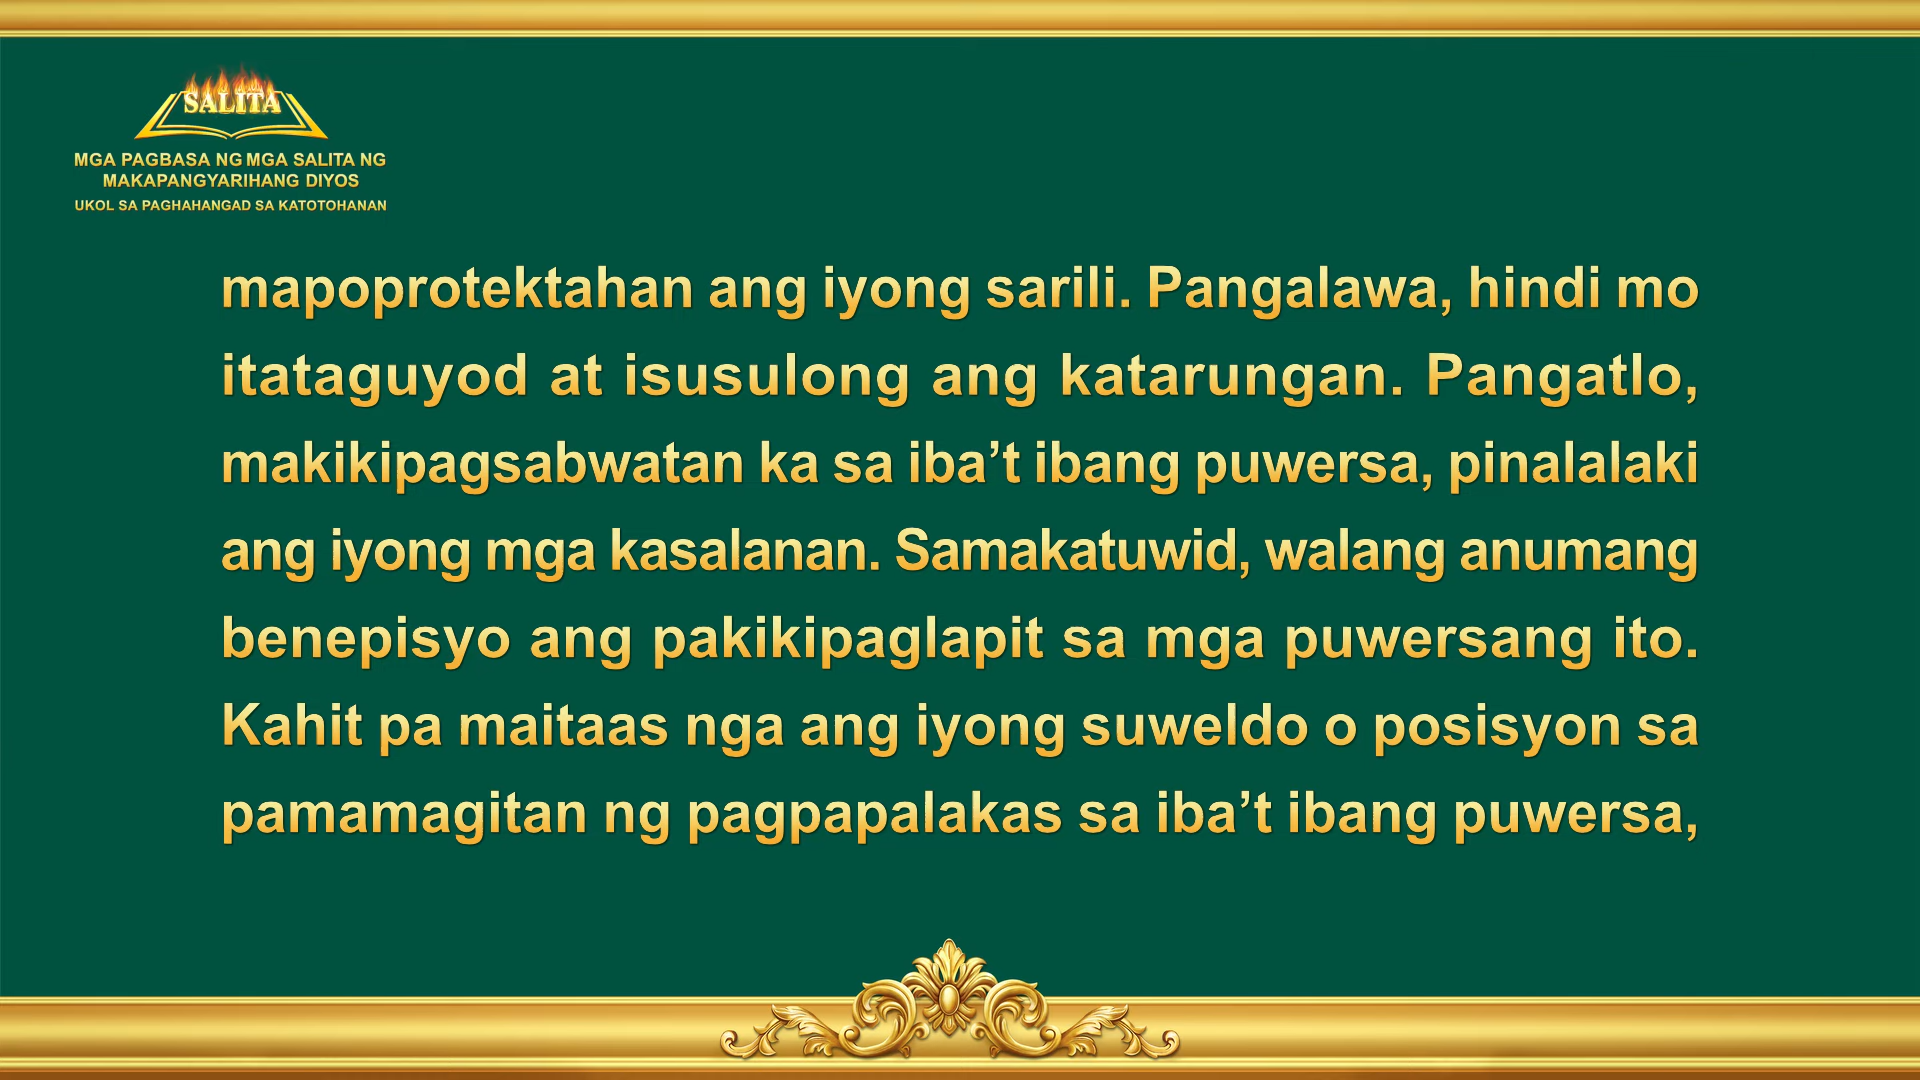 SALITA
MGA PAGBASA NG MGA SALITA NG
MAKAPANGYARIHANG DIYOS
UKOL SA PAGHAHANGAD SA KATOTOHANAN
mapoprotektahan ang iyong sarili. Pangalawa, hindi mo
itataguyod at isusulong ang katarungan. Pangatlo,
makikipagsabwatan ka sa iba’t ibang puwersa, pinalalaki
ang iyong mga kasalanan. Samakatuwid, walang anumang
benepisyo ang pakikipaglapit sa mga puwersang ito.
Kahit pa maitaas nga ang iyong suweldo o posisyon sa
pamamagitan ng pagpapalakas sa iba’t ibang puwersa,